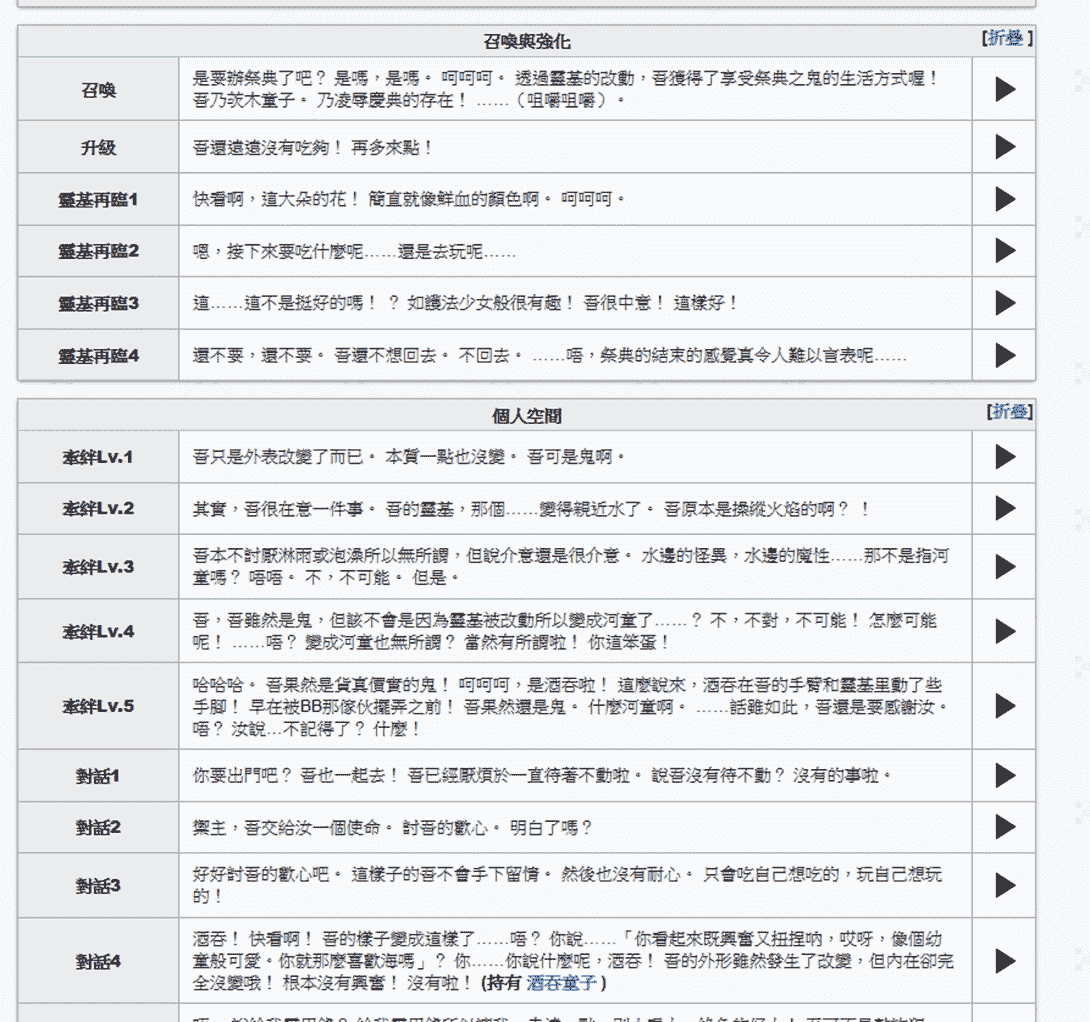 召喚與強化 [折疊 ]
召喚
是要辦祭典了吧？ 是嗎，是嗎。 呵呵呵。 透過靈基的改動，吾獲得了享受祭典之鬼的生活方式喔！
吾乃茨木童子。 乃凌辱慶典的存在！ ……（咀嚼咀嚼）。
升級
吾還遠遠沒有吃夠！ 再多來點！
靈基再臨1
快看啊，這大朵的花！ 簡直就像鮮血的顏色啊。 呵呵呵。
靈基再臨2
嗯，接下來要吃什麼呢……還是去玩呢……
靈基再臨3
這……這不是挺好的嗎！ ？ 如護法少女般很有趣！ 吾很中意！ 這樣好！
靈基再臨4
還不要，還不要。 吾還不想回去。 不回去。 ……唔，祭典的結束的感覺真令人難以言表呢……
個人空間 [折疊]
牽絆Lv.1
吾只是外表改變了而已。 本質一點也沒變。 吾可是鬼啊。
牽絆Lv.2
其實，吾很在意一件事。 吾的靈基，那個……變得親近水了。 吾原本是操縱火焰的啊？ ！
牽絆Lv.3
吾本不討厭淋雨或泡澡所以無所謂，但說介意還是很介意。 水邊的怪異，水邊的魔性……那不是指河
童嗎？ 唔唔。 不，不可能。 但是。
牽絆Lv.4
吾，吾雖然是鬼，但該不會是因為靈基被改動所以變成河童了……？ 不，不對，不可能！ 怎麼可能
呢！ ……唔？ 變成河童也無所謂？ 當然有所謂啦！ 你這笨蛋！
牽絆Lv.5
哈哈哈。 吾果然是貨真價實的鬼！ 呵呵呵，是酒吞啦！ 這麼說來，酒吞在吾的手臂和靈基里動了些
手腳！ 早在被BB那傢伙擺弄之前！ 吾果然還是鬼。 什麼河童啊。 ……話雖如此，吾還是要感謝汝。
唔？ 汝說…不記得了？ 什麼！
對話1
你要出門吧？ 吾也一起去！ 吾已經厭煩於一直待著不動啦。 說吾沒有待不動？ 沒有的事啦。
對話2
禦主，吾交給汝一個使命。 討吾的歡心。 明白了嗎？
對話3
好好討吾的歡心吧。 這樣子的吾不會手下留情。 然後也沒有耐心。 只會吃自己想吃的，玩自己想玩
的！
對話4
酒吞！ 快看啊！ 吾的樣子變成這樣了……唔？ 你說……「你看起來既興奮又扭捏吶，哎呀，像個幼
童般可愛。你就那麼喜歡海嗎」？ 你……你說什麼呢，酒吞！ 吾的外形雖然發生了改變，但內在卻完
全沒變哦！ 根本沒有興奮！ 沒有啦！ (持有 酒吞童子 )